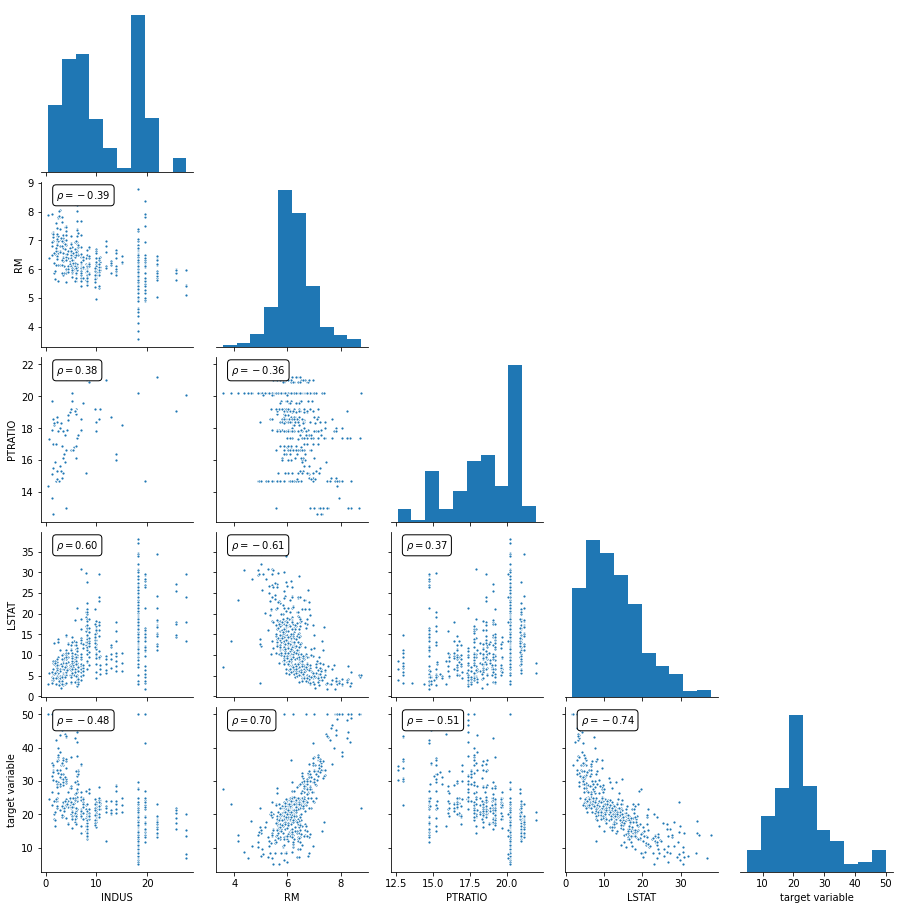 9
8
7
6
5
4
RM
ρ = −0.39
22
20
18
16
14
PTRATIO
ρ = 0.38
ρ = −0.36
35
30
25
20
15
10
5
0
LSTAT
ρ = 0.60
ρ = −0.61
ρ = 0.37
50
40
30
20
10
target variable
ρ = −0.48
ρ = 0.70
ρ = −0.51
ρ = −0.74
0 10 20
INDUS
4 6 8
RM
12.5 15.0 17.5 20.0
PTRATIO
0 10 20 30
LSTAT
10 20 30 40 50
target variable